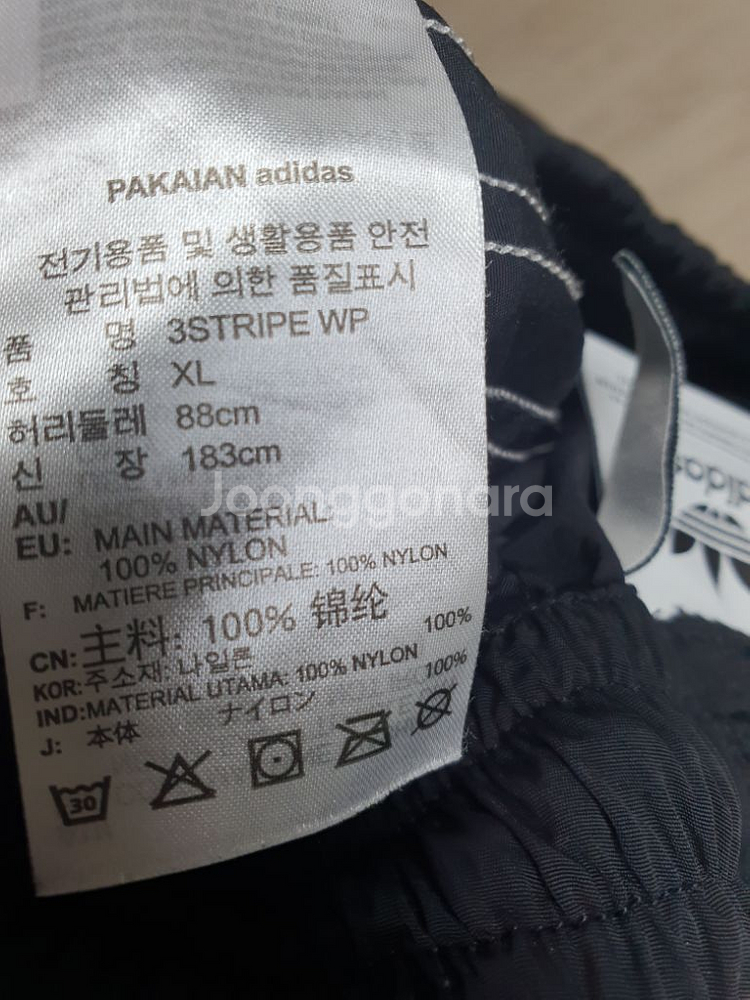 PAKAIAN adidas
전기용품 및 생활용품 안전
관리법에 의한 품질표시
품 명 3STRIPE WP
호 칭 XL
허리둘레 88cm
신 장 183cm
AU/
EU: MAIN MATERIAL:
100% NYLON
F: MATIERE PRINCIPALE: 100% NYLON
CN: 主料: 100% 锦纶
KOR: 주소재: 나일론 100%
IND: MATERIAL UTAMA: 100% NYLON
J: 本体 ナイロン 100%
30
Joonggonara
adidas